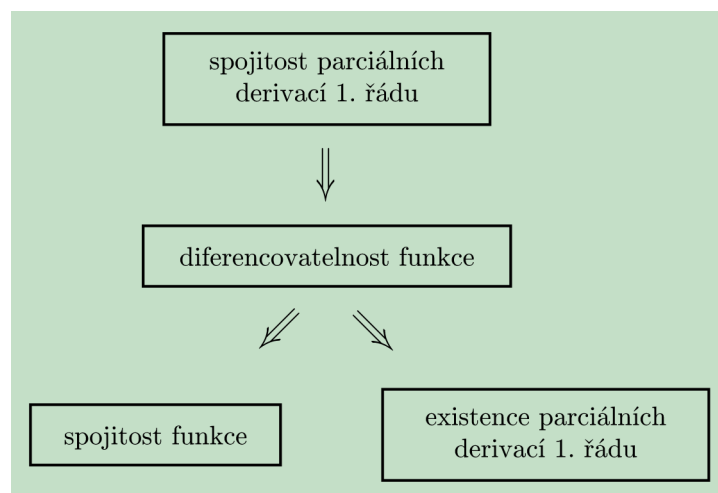 spojitost parciálních
derivací 1. řádu
diferencovatelnost funkce
spojitost funkce
existence parciálních
derivací 1. řádu